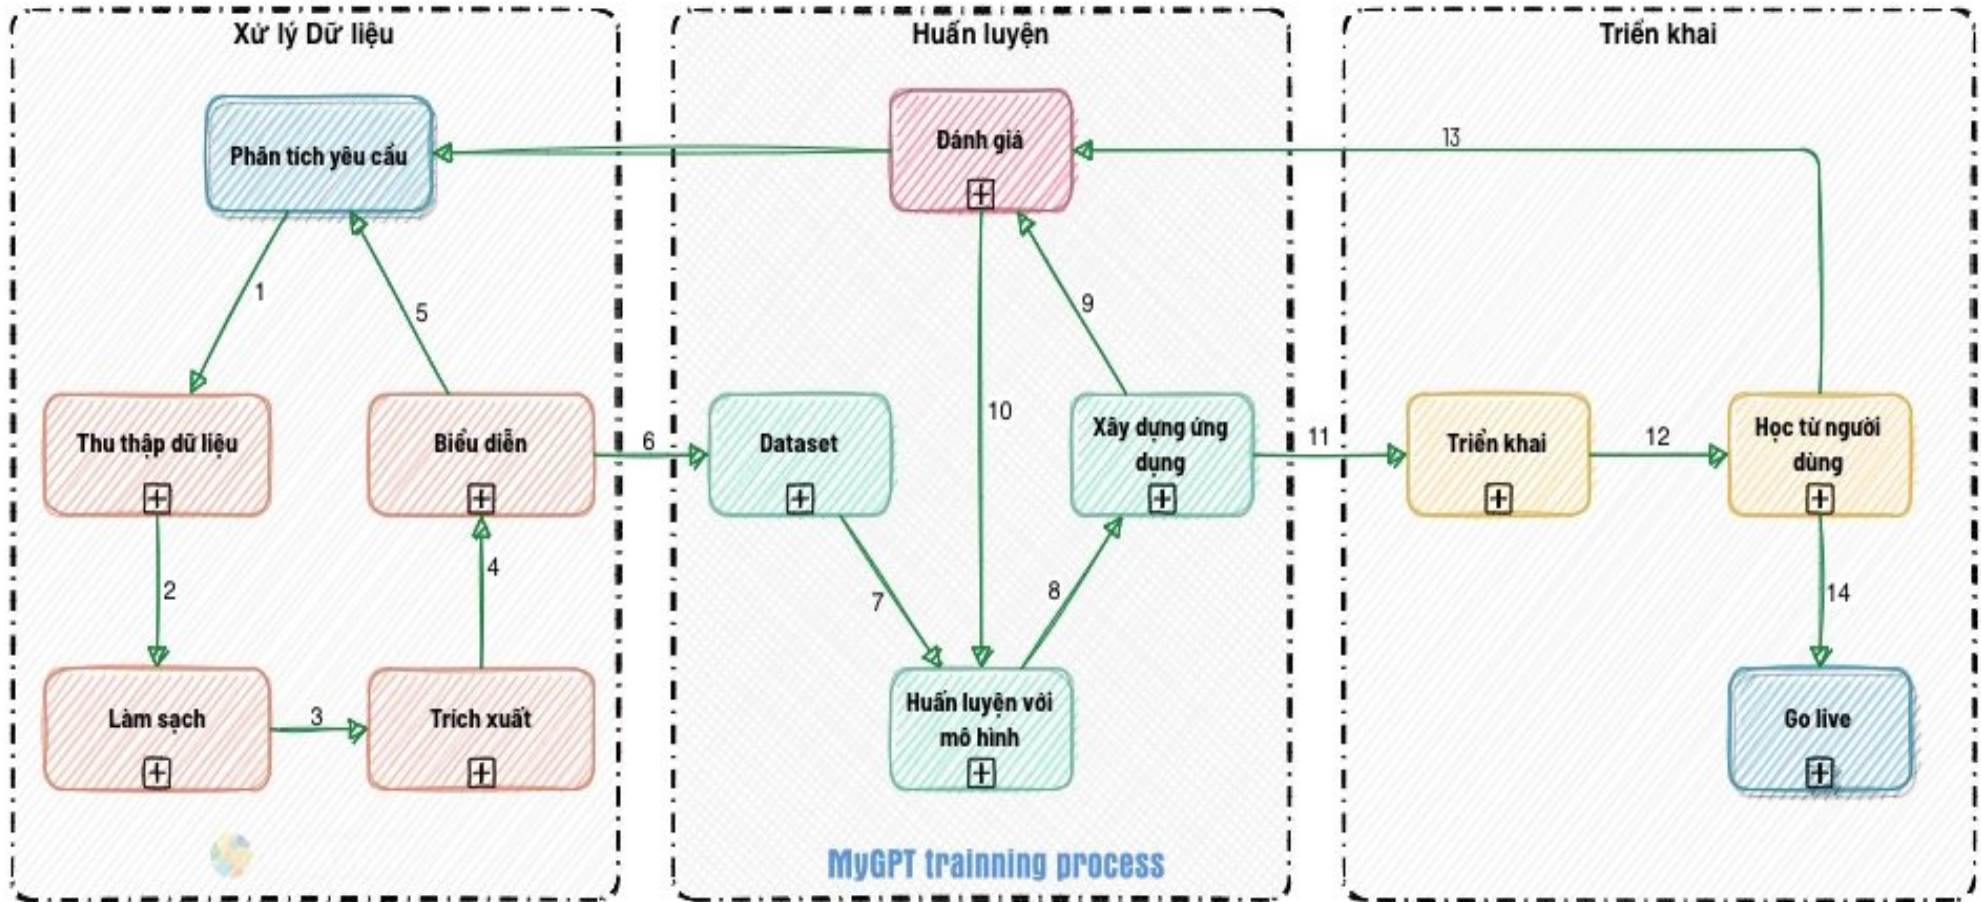 Xử lý Dữ liệu
Huấn luyện
Triển khai
Phân tích yêu cầu
Đánh giá
13
1
5
9
10
Thu thập dữ liệu
Biểu diễn
6
Dataset
Xây dựng ứng
dụng
11
Triển khai
12
Học từ người
dùng
2
4
7
8
14
Làm sạch
3
Trích xuất
Huấn luyện với
mô hình
Go live
MyGPT trainning process